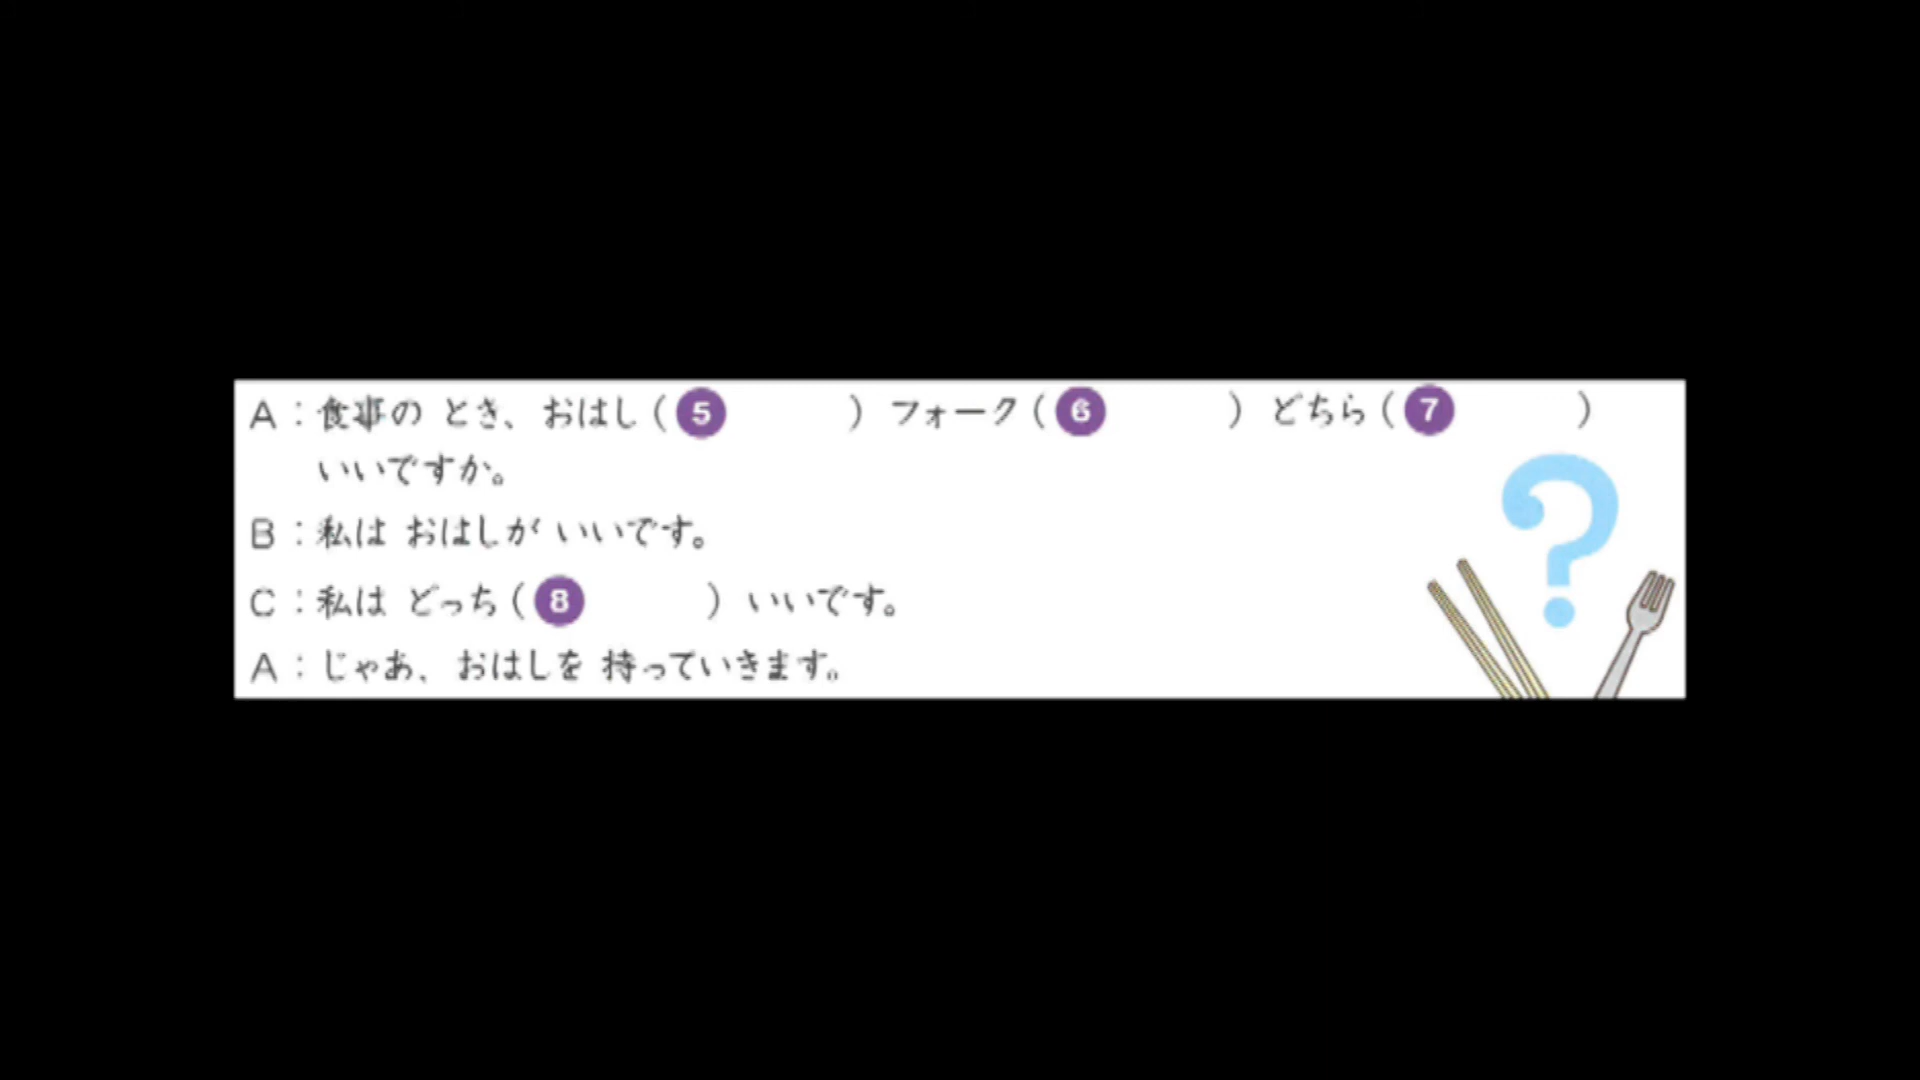 A：食事の とき、おはし（5　　　）フォーク（6　　　）どちら（7　　　）
いいですか。
B：私は おはしが いいです。
C：私は どっち（8　　　）いいです。
A：じゃあ、おはしを 持っていきます。
?